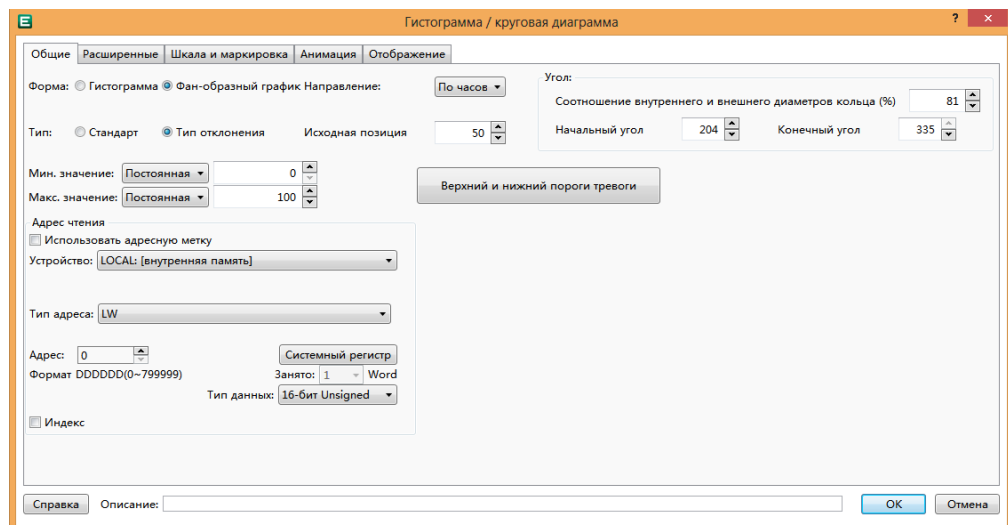 Гистограмма / круговая диаграмма
? ×
Общие Расширенные Шкала и маркировка Анимация Отображение
Форма: Гистограмма Фан-образный график Направление: По часов
Угол:
Соотношение внутреннего и внешнего диаметров кольца (%) 81
Тип: Стандарт Тип отклонения Исходная позиция 50
Начальный угол 204 Конечный угол 335
Мин. значение: Постоянная 0
Макс. значение: Постоянная 100
Верхний и нижний пороги тревоги
Адрес чтения
Использовать адресную метку
Устройство: LOCAL: [внутренняя память]
Тип адреса: LW
Адрес: 0 Системный регистр
Формат DDDDDD(0~799999) Занято: 1 Word
Тип данных: 16-бит Unsigned
Индекс
Справка Описание: OK Отмена